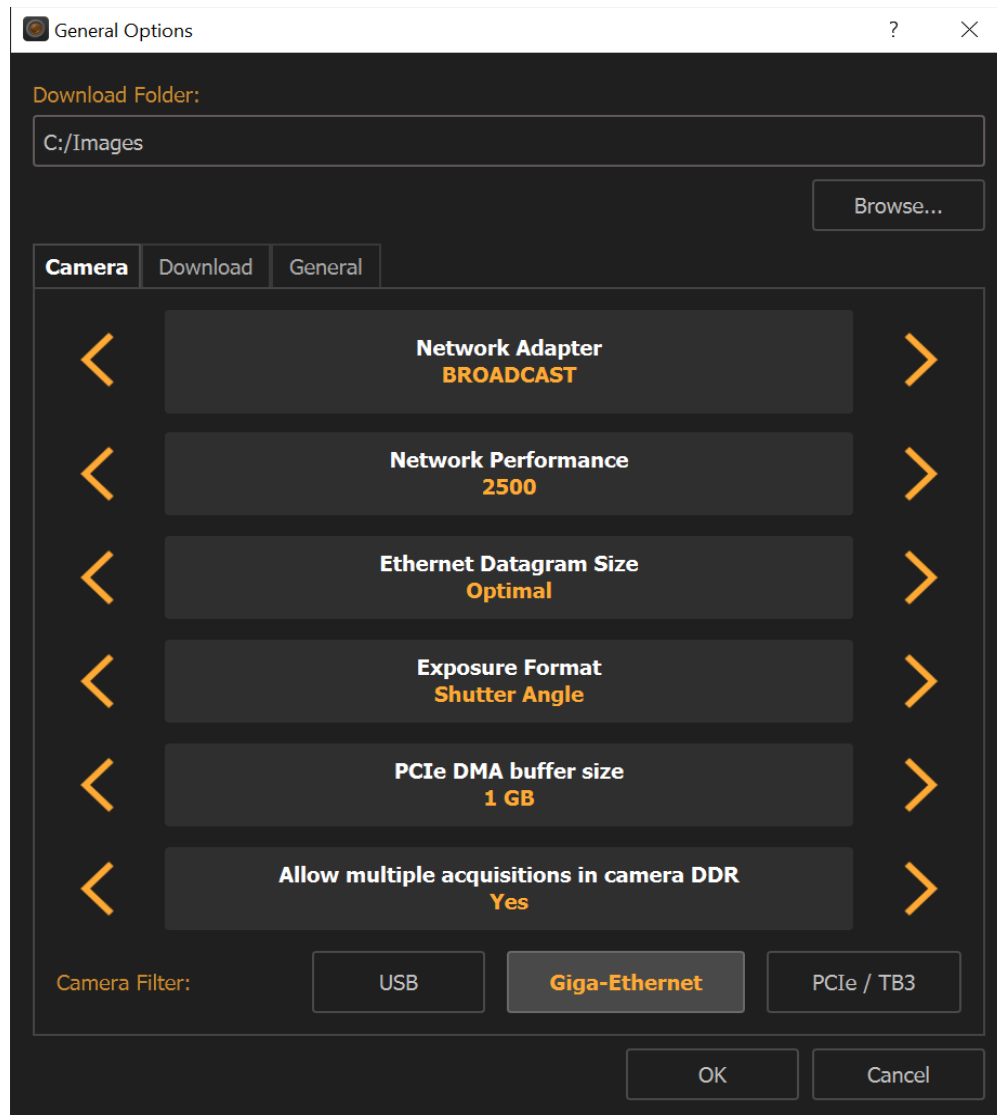 General Options
?
Download Folder:
C:/Images
Browse...
Camera Download General
Network Adapter
BROADCAST
Network Performance
2500
Ethernet Datagram Size
Optimal
Exposure Format
Shutter Angle
PCIe DMA buffer size
1 GB
Allow multiple acquisitions in camera DDR
Yes
Camera Filter: USB Giga-Ethernet PCIe / TB3
OK Cancel